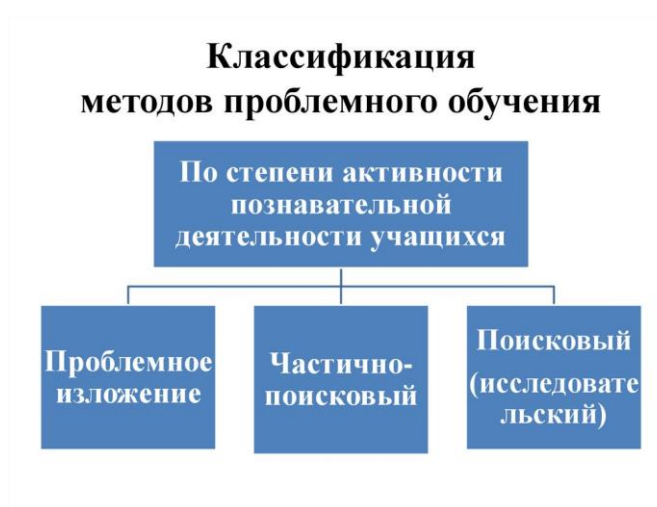 Классификация
методов проблемного обучения
По степени активности
познавательной
деятельности учащихся
Проблемное
изложение
Частично-
поисковый
Поисковый
(исследовате
льский)